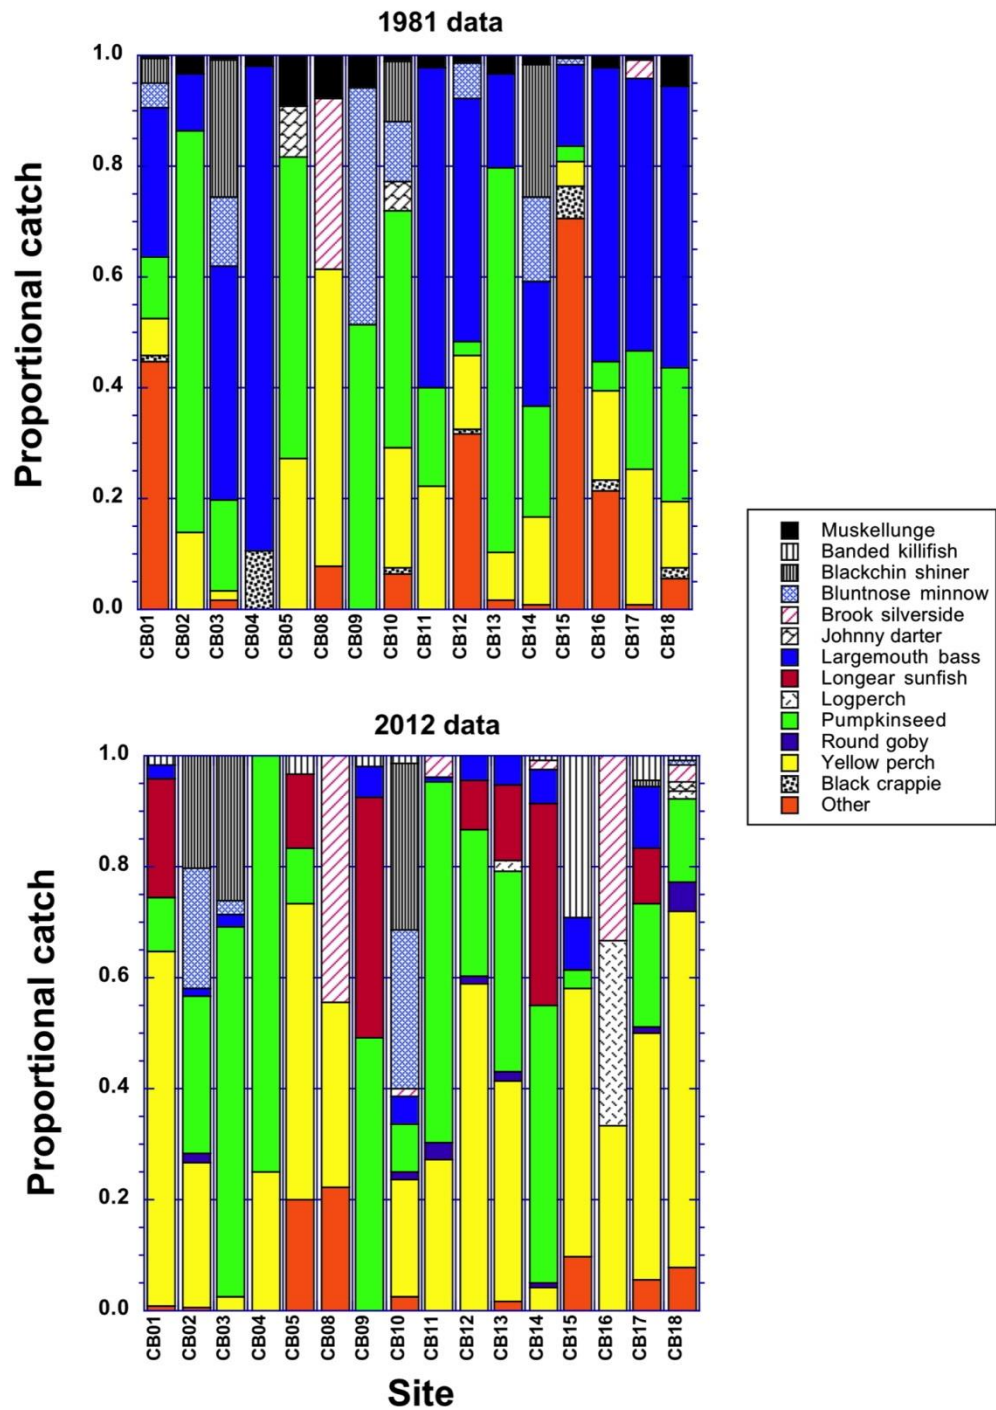 1981 data
Proportional catch
1.0
0.8
0.6
0.4
0.2
0.0
CB01 CB02 CB03 CB04 CB05 CB08 CB09 CB10 CB11 CB12 CB13 CB14 CB15 CB16 CB17 CB18
Muskellunge
Banded killifish
Blackchin shiner
Bluntnose minnow
Brook silverside
Johnny darter
Largemouth bass
Longear sunfish
Logperch
Pumpkinseed
Round goby
Yellow perch
Black crappie
Other
2012 data
Proportional catch
1.0
0.8
0.6
0.4
0.2
0.0
CB01 CB02 CB03 CB04 CB05 CB08 CB09 CB10 CB11 CB12 CB13 CB14 CB15 CB16 CB17 CB18
Site